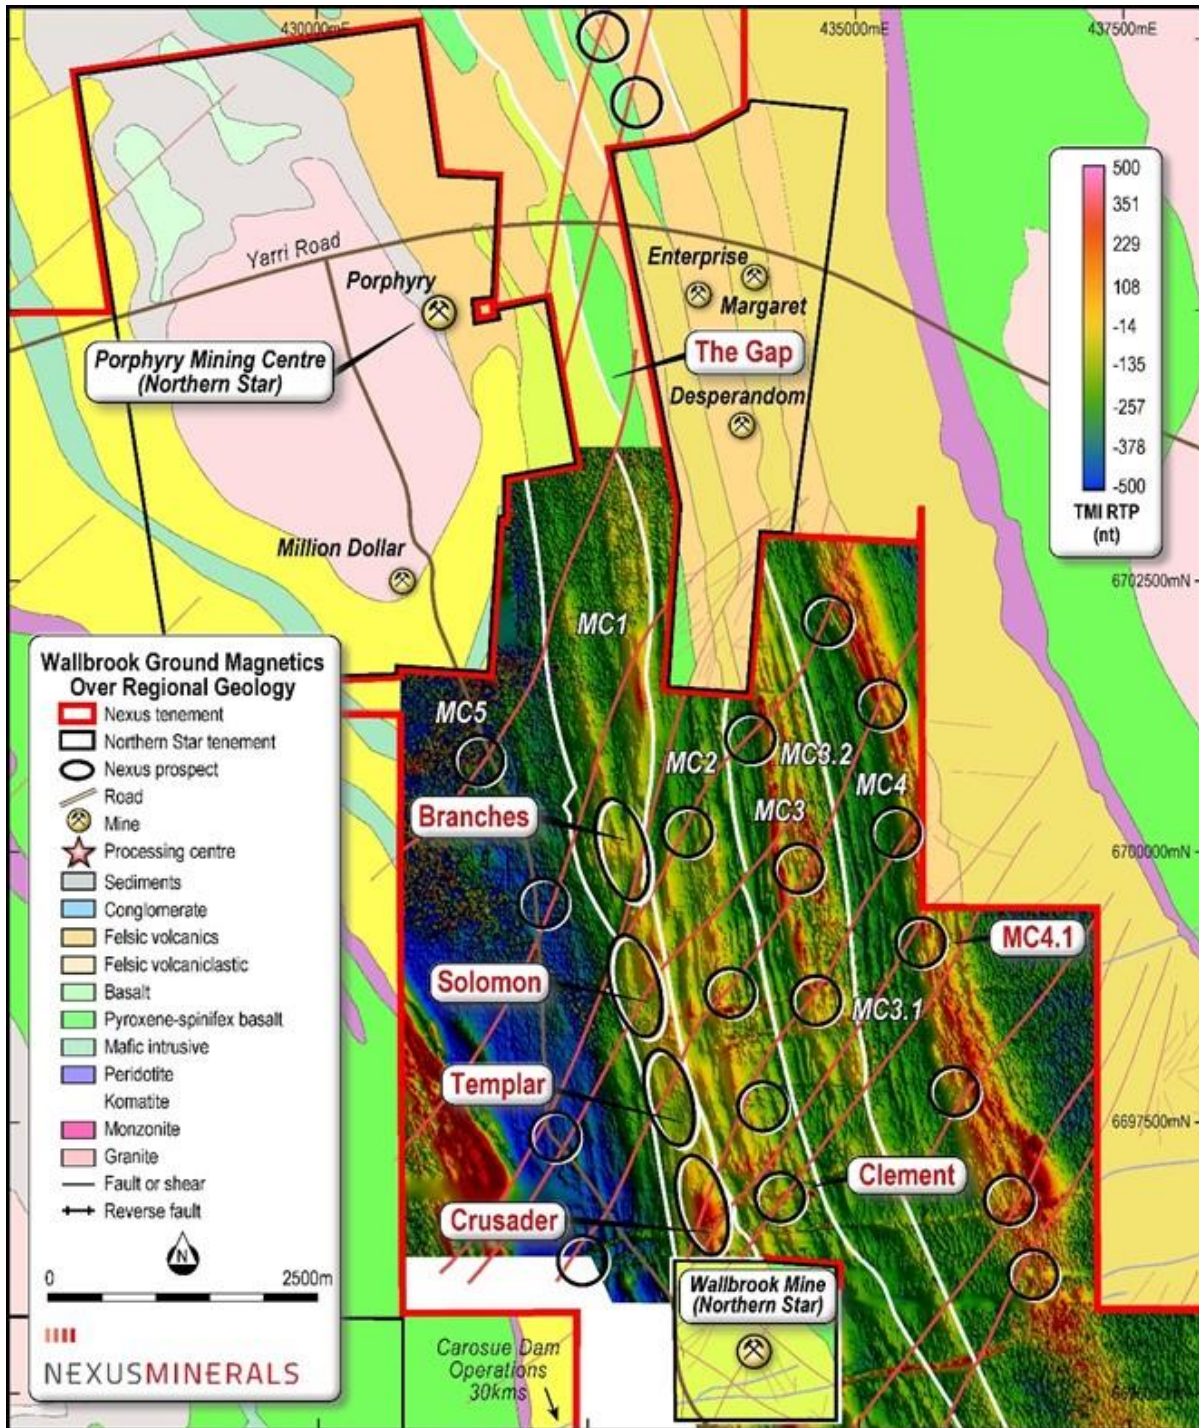 430000mE
435000mE
437500mE
500
351
229
108
-14
-135
-257
-378
-500
TMI RTP
(nt)
Yarri Road
Porphyry
Enterprise
Margaret
Porphyry Mining Centre
(Northern Star)
The Gap
Desperandom
Million Dollar
6702500mN
MC1
MC5
MC2
MC3.2
MC4
MC3
Branches
6700000mN
MC4.1
Solomon
MC3.1
Templar
6697500mN
Clement
Crusader
Wallbrook Mine
(Northern Star)
Carosue Dam
Operations
30kms
Wallbrook Ground Magnetics
Over Regional Geology
Nexus tenement
Northern Star tenement
Nexus prospect
Road
Mine
Processing centre
Sediments
Conglomerate
Felsic volcanics
Felsic volcaniclastic
Basalt
Pyroxene-spinifex basalt
Mafic intrusive
Peridotite
Komatite
Monzonite
Granite
Fault or shear
Reverse fault
N
0 2500m
NEXUSMINERALS